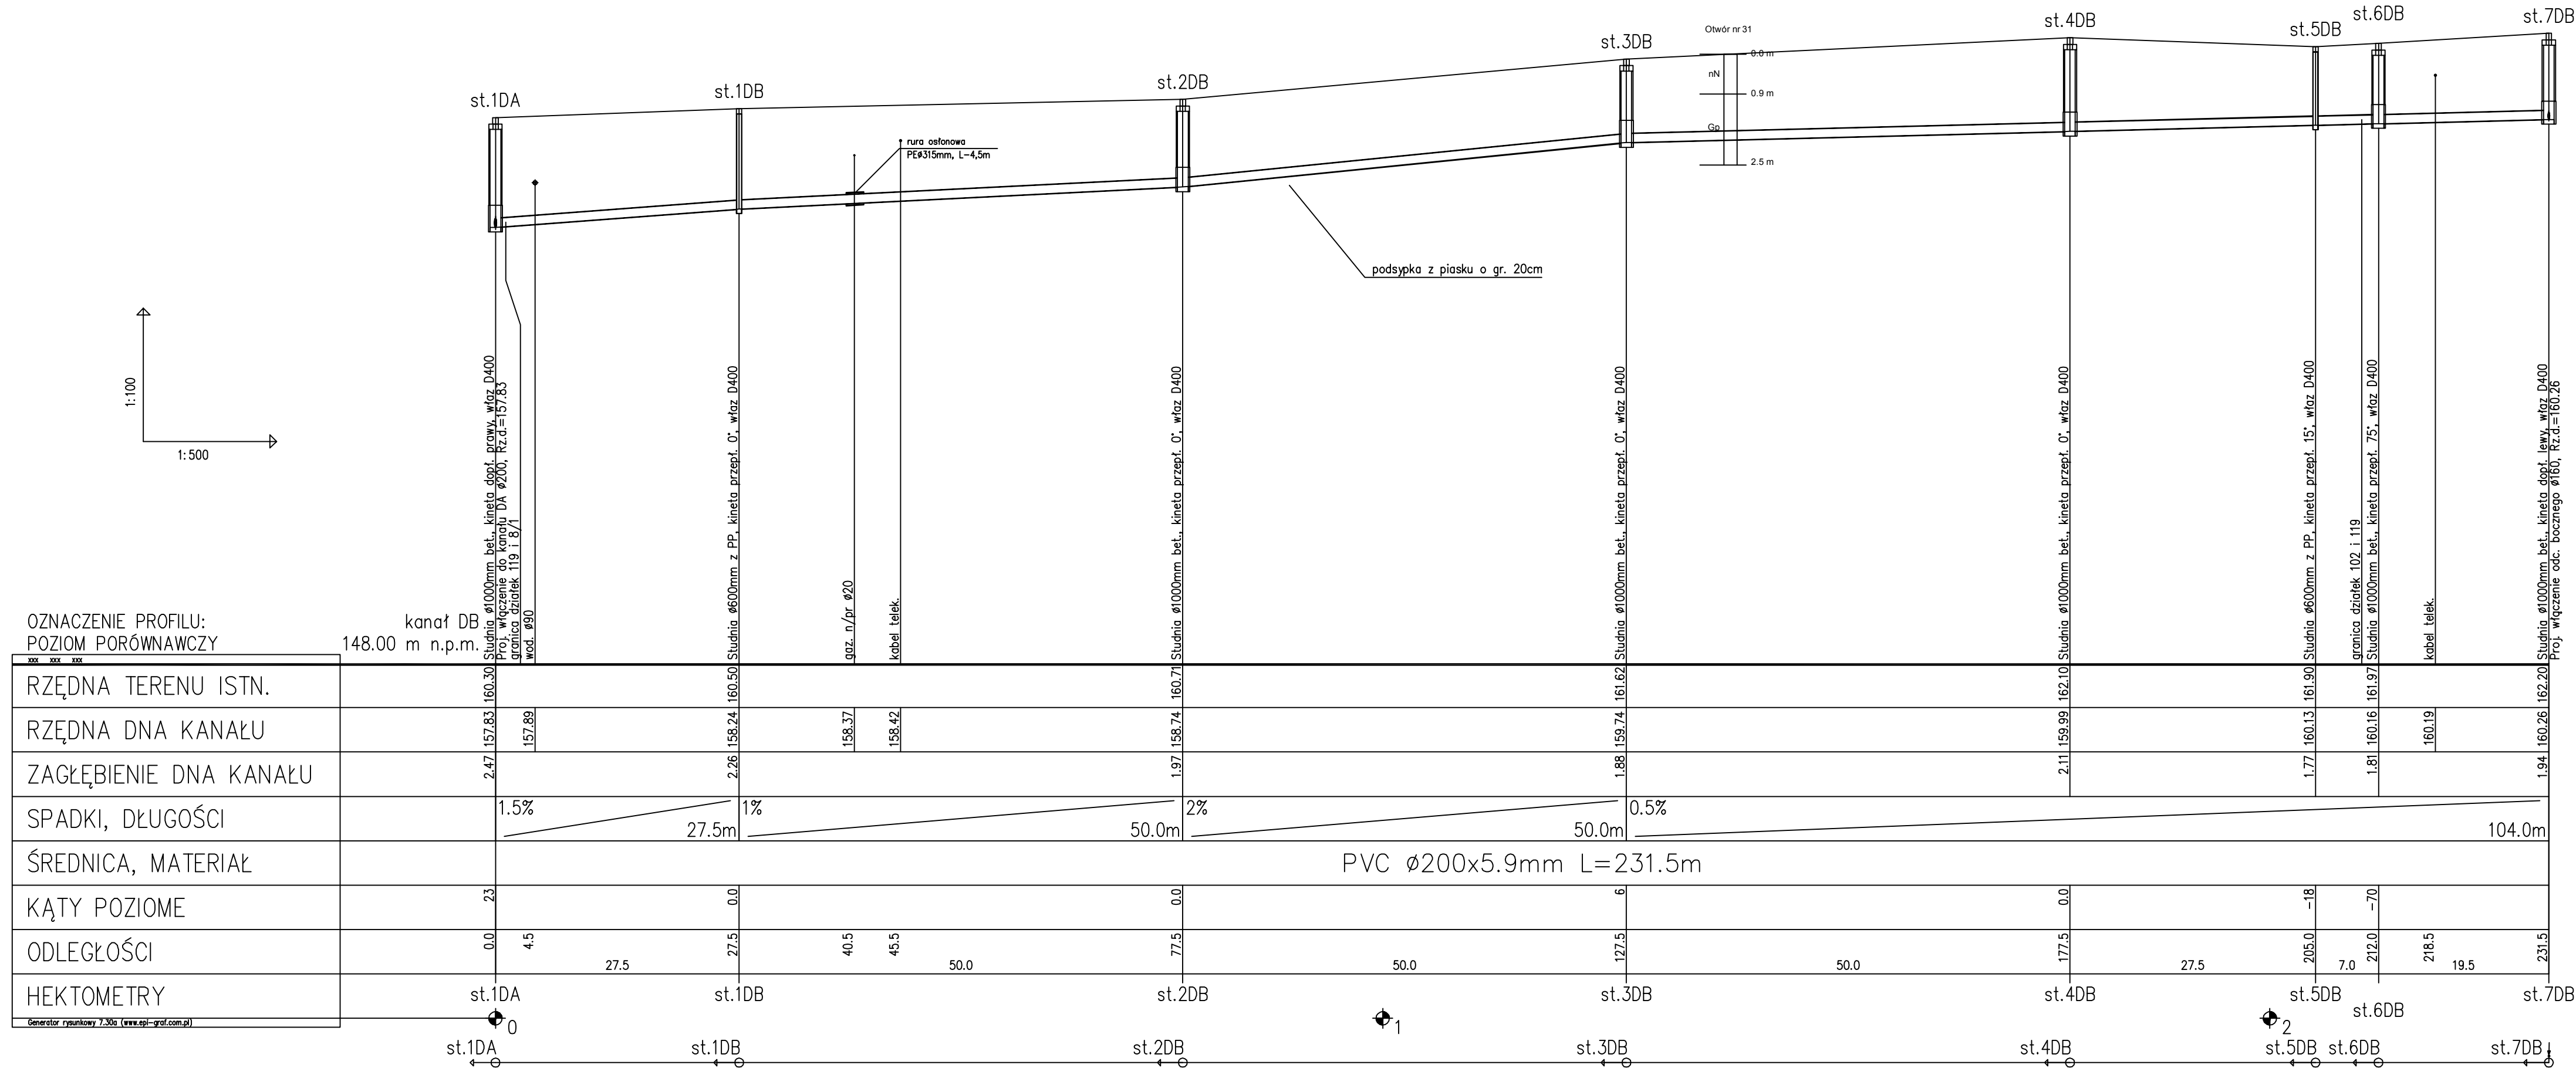 st.1DA
st.1DB
st.2DB
st.3DB
Otwór nr 31
st.4DB
st.5DB
st.6DB
st.7DB
0.0 m
nN
0.9 m
Gp
2.5 m
rura osłonowa
PEø315mm, L-4,5m
podsypka z piasku o gr. 20cm
1:100
1:500
Studnia ø1000mm bet., kineta dopł. prawy, właz D400
Proj. włączenie do kanału DA ø200, Rz.d.=157.83
granica działek 119 i 8/1
wod. ø90
Studnia ø600mm z PP, kineta przepł. 0°, właz D400
gaz. n/pr ø20
kabel telek.
Studnia ø1000mm bet., kineta przepł. 0°, właz D400
Studnia ø1000mm bet., kineta przepł. 0°, właz D400
Studnia ø1000mm bet., kineta przepł. 0°, właz D400
Studnia ø600mm z PP, kineta przepł. 15°, właz D400
granica działek 102 i 119
Studnia ø1000mm bet., kineta przepł. 75°, właz D400
kabel telek.
Studnia ø1000mm bet., kineta dopł. lewy, właz D400
Proj. włączenie odc. bocznego ø160, Rz.d.=160.26
OZNACZENIE PROFILU: kanał DB
POZIOM PORÓWNAWCZY 148.00 m n.p.m.
xxx xxx xxx
RZĘDNA TERENU ISTN. 160.30 160.50 160.71 161.62 162.10 161.90 161.97 162.20
RZĘDNA DNA KANAŁU 157.83 157.89 158.24 158.37 158.42 158.74 159.74 159.99 160.13 160.16 160.19 160.26
ZAGŁĘBIENIE DNA KANAŁU 2.47 2.26 1.97 1.88 2.11 1.77 1.81 1.94
SPADKI, DŁUGOŚCI 1.5% 27.5m 1% 50.0m 2% 50.0m 0.5% 104.0m
ŚREDNICA, MATERIAŁ PVC ø200x5.9mm L=231.5m
KĄTY POZIOME 23 0.0 0.0 6 0.0 -18 -70
ODLEGŁOŚCI 0.0 4.5 27.5 40.5 45.5 77.5 127.5 177.5 205.0 212.0 218.5 231.5
27.5 50.0 50.0 50.0 27.5 7.0 19.5
HEKTOMETRY st.1DA st.1DB st.2DB st.3DB st.4DB st.5DB st.6DB st.7DB
Generator rysunkowy 7.30a (www.epi-graf.com.pl)
0 1 2
st.1DA st.1DB st.2DB st.3DB st.4DB st.5DB st.6DB st.7DB